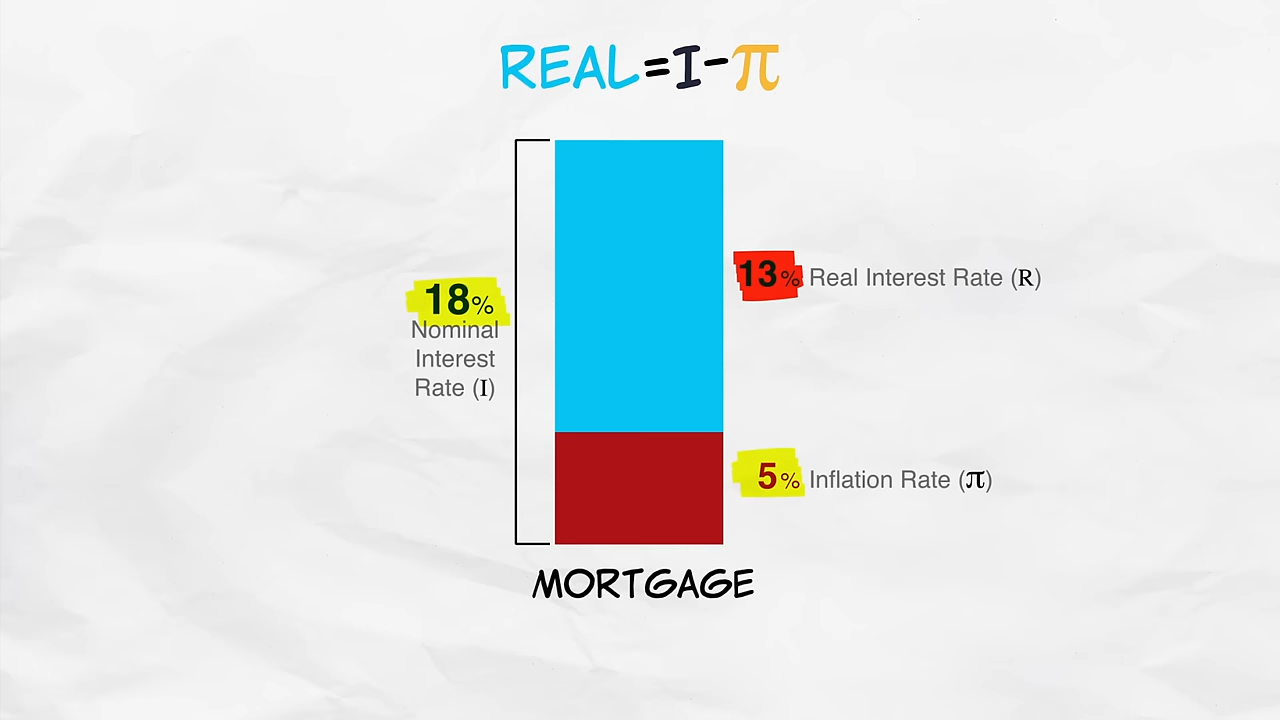 REAL=I-π
18%
Nominal
Interest
Rate (I)
13% Real Interest Rate (R)
5% Inflation Rate (π)
MORTGAGE